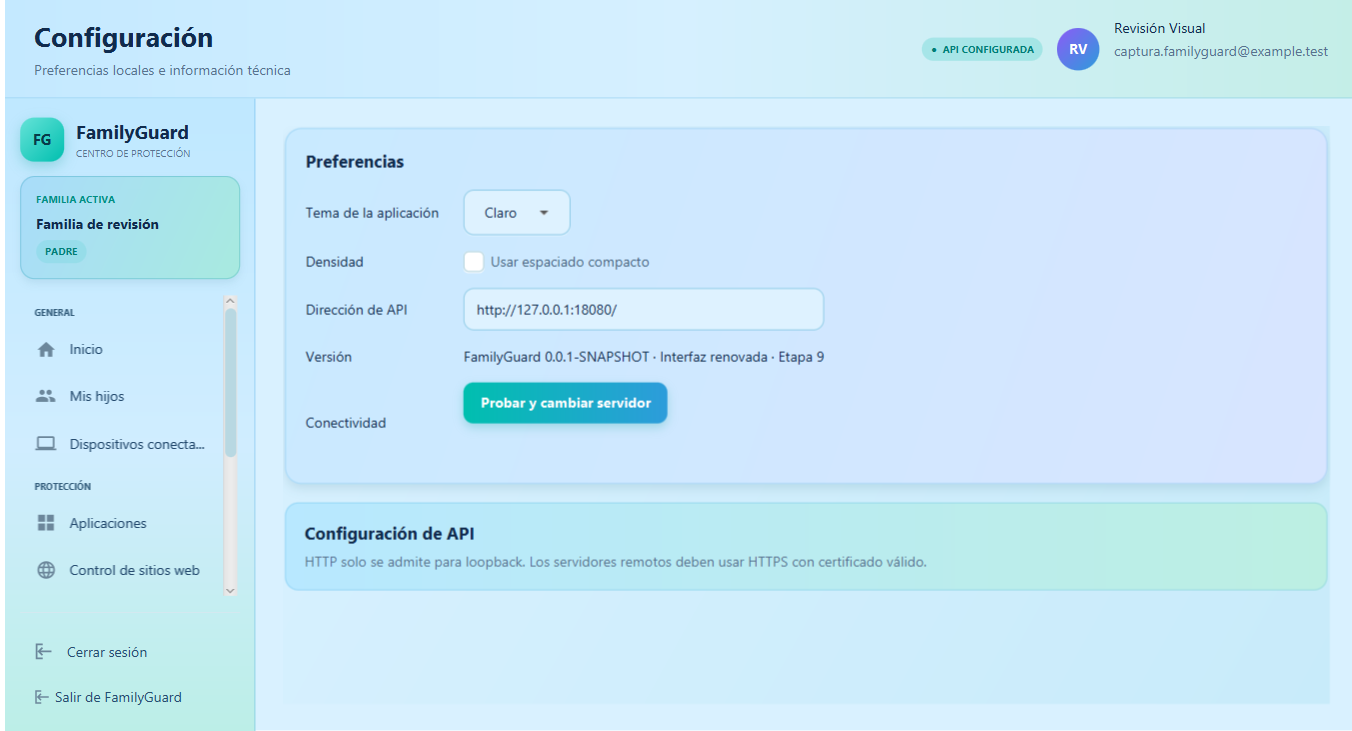 Configuración
Preferencias locales e información técnica
• API CONFIGURADA
RV
Revisión Visual
captura.familyguard@example.test
FG
FamilyGuard
CENTRO DE PROTECCIÓN
FAMILIA ACTIVA
Familia de revisión
PADRE
GENERAL
Inicio
Mis hijos
Dispositivos conecta...
PROTECCIÓN
Aplicaciones
Control de sitios web
Cerrar sesión
Salir de FamilyGuard
Preferencias
Tema de la aplicación
Claro
Densidad
Usar espaciado compacto
Dirección de API
http://127.0.0.1:18080/
Versión
FamilyGuard 0.0.1-SNAPSHOT · Interfaz renovada · Etapa 9
Conectividad
Probar y cambiar servidor
Configuración de API
HTTP solo se admite para loopback. Los servidores remotos deben usar HTTPS con certificado válido.